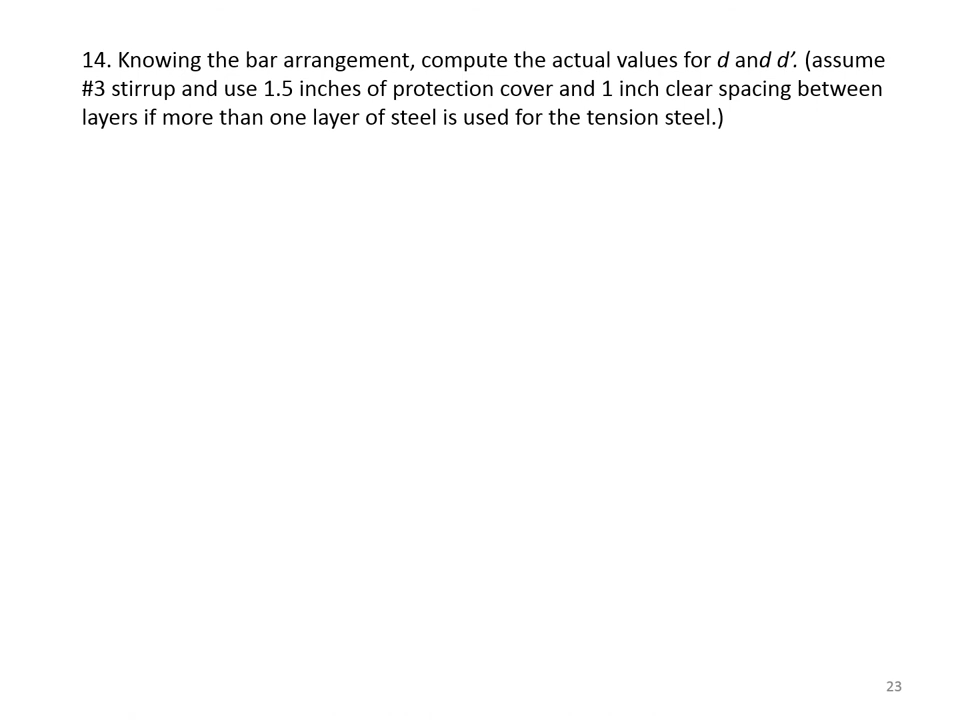 14. Knowing the bar arrangement, compute the actual values for d and d’. (assume
#3 stirrup and use 1.5 inches of protection cover and 1 inch clear spacing between
layers if more than one layer of steel is used for the tension steel.)
23